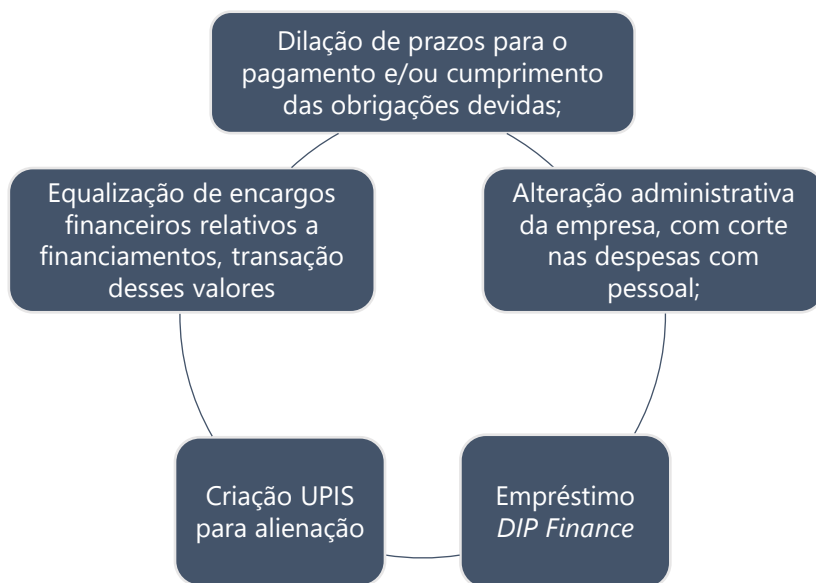 Dilação de prazos para o
pagamento e/ou cumprimento
das obrigações devidas;
Equalização de encargos
financeiros relativos a
financiamentos, transação
desses valores
Alteração administrativa
da empresa, com corte
nas despesas com
pessoal;
Criação UPIS
para alienação
Empréstimo
DIP Finance